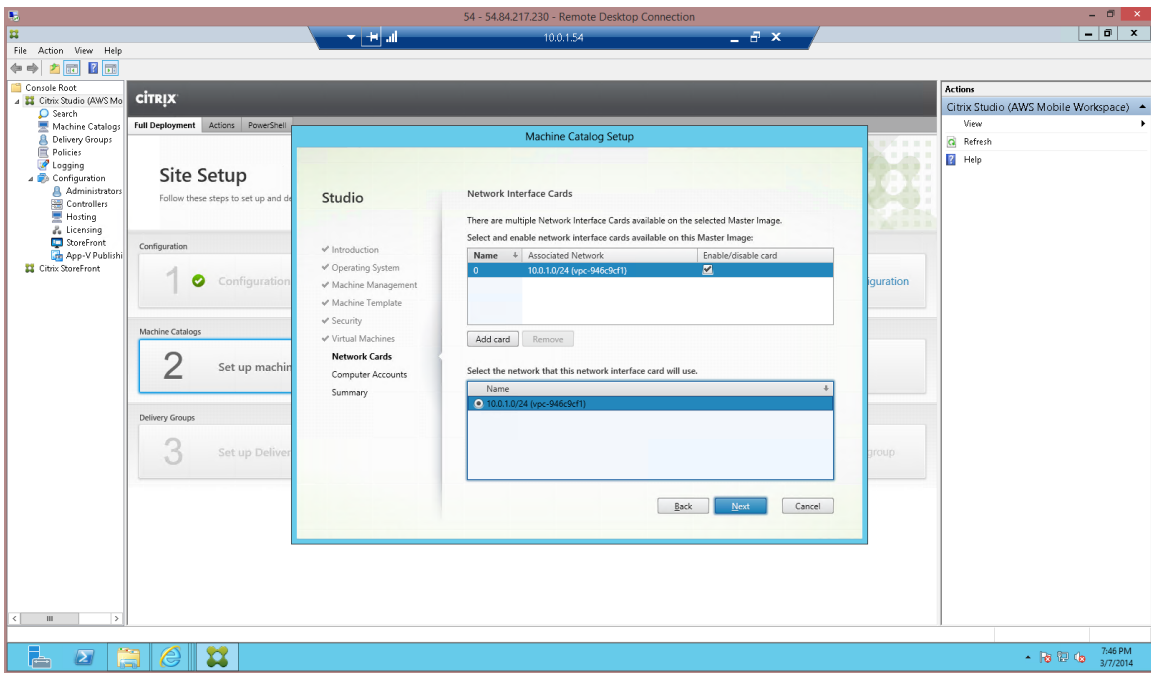 54 - 54.84.217.230 - Remote Desktop Connection
10.0.1.54
File Action View Help
Console Root
Citrix Studio (AWS Mo
Search
Machine Catalogs
Delivery Groups
Policies
Logging
Configuration
Administrators
Controllers
Hosting
Licensing
StoreFront
App-V Publishi
Citrix StoreFront
CİTRIX
Full Deployment Actions PowerShell
Site Setup
Follow these steps to set up and de
Configuration
1 Configuration
iguration
Machine Catalogs
2 Set up machin
Delivery Groups
3 Set up Deliver
group
Machine Catalog Setup
Studio
Introduction
Operating System
Machine Management
Machine Template
Security
Virtual Machines
Network Cards
Computer Accounts
Summary
Network Interface Cards
There are multiple Network Interface Cards available on the selected Master Image.
Select and enable network interface cards available on this Master Image:
Name Associated Network Enable/disable card
0 10.0.1.0/24 (vpc-946c9cf1)
Add card Remove
Select the network that this network interface card will use.
Name
10.0.1.0/24 (vpc-946c9cf1)
Back Next Cancel
Actions
Citrix Studio (AWS Mobile Workspace)
View
Refresh
Help
7:46 PM
3/7/2014